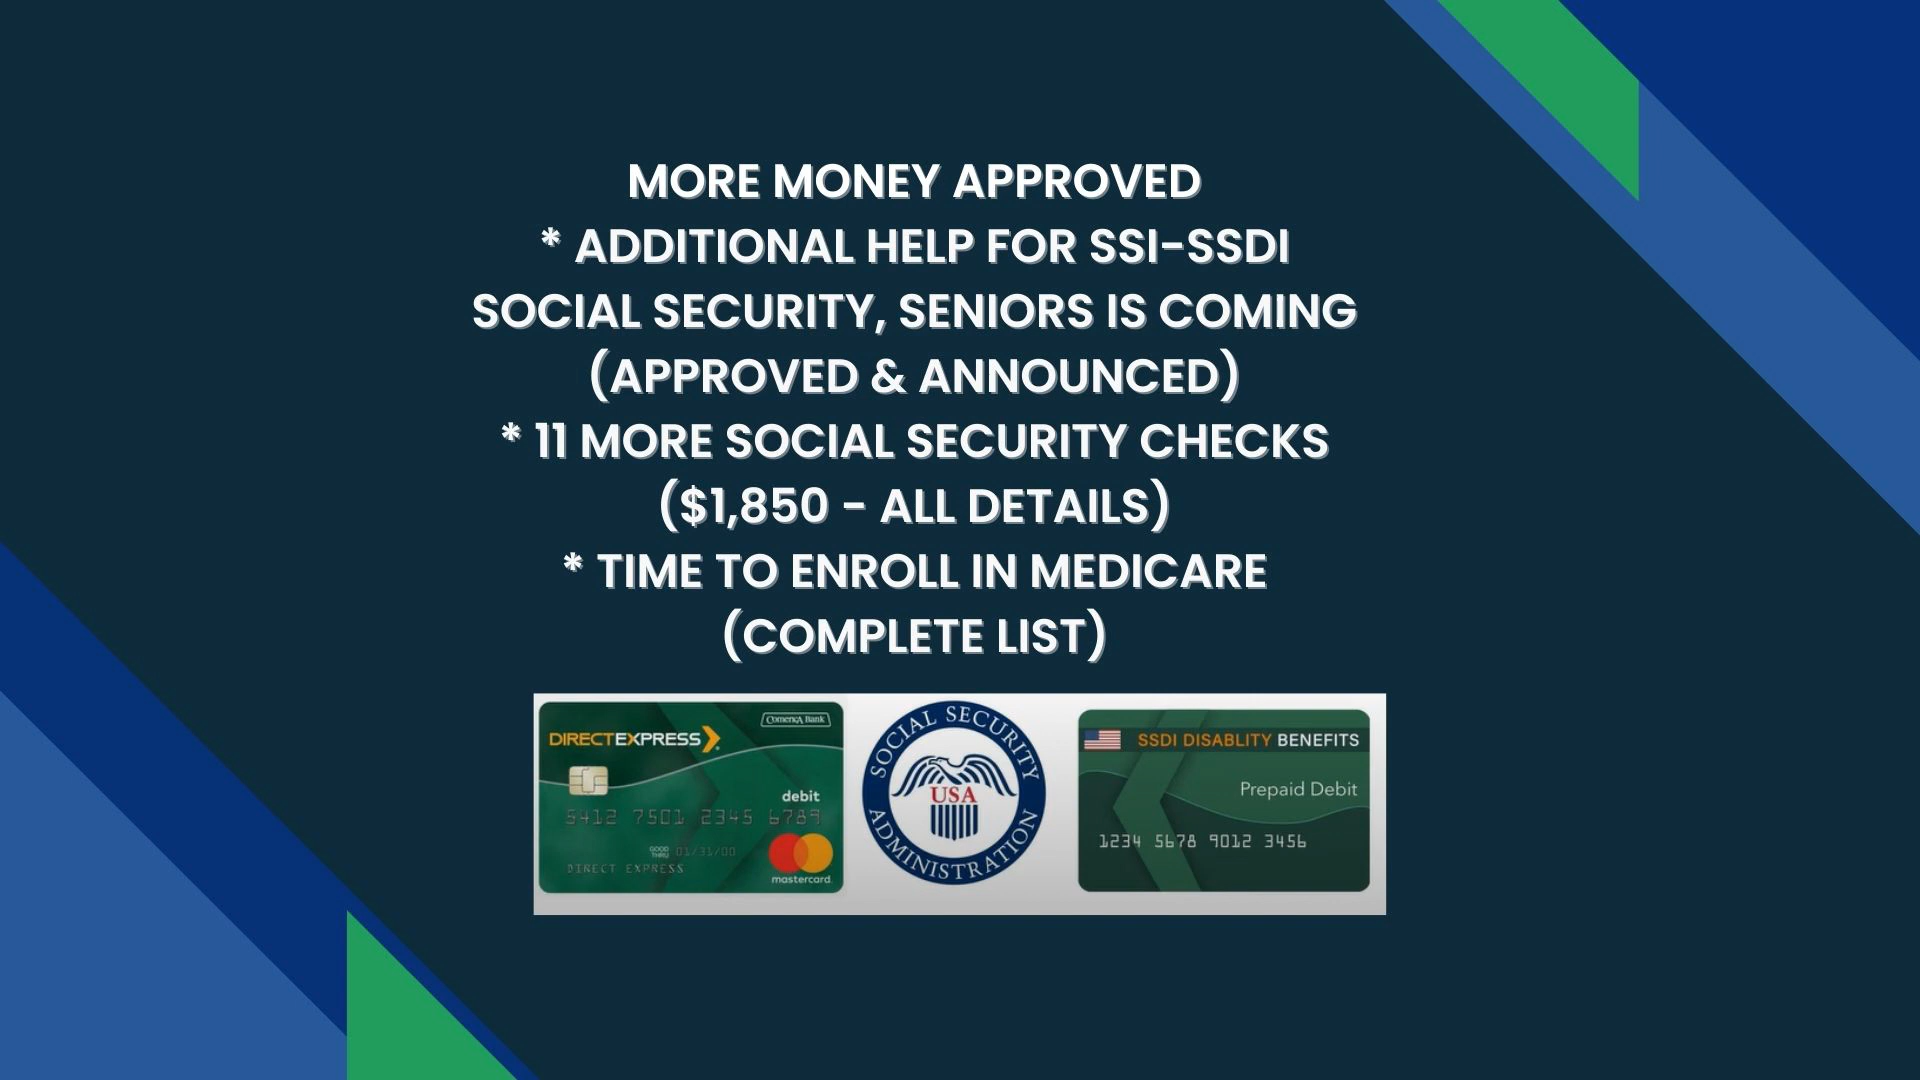 MORE MONEY APPROVED
* ADDITIONAL HELP FOR SSI-SSDI
SOCIAL SECURITY, SENIORS IS COMING
(APPROVED & ANNOUNCED)
* 11 MORE SOCIAL SECURITY CHECKS
($1,850 - ALL DETAILS)
* TIME TO ENROLL IN MEDICARE
(COMPLETE LIST)
Comerica Bank
DIRECTEXPRESS
debit
5412 7501 2345 6789
GOOD THRU 01/31/00
DIRECT EXPRESS
mastercard.
SOCIAL SECURITY ADMINISTRATION
USA
SSDI DISABLITY BENEFITS
Prepaid Debit
1234 5678 9012 3456